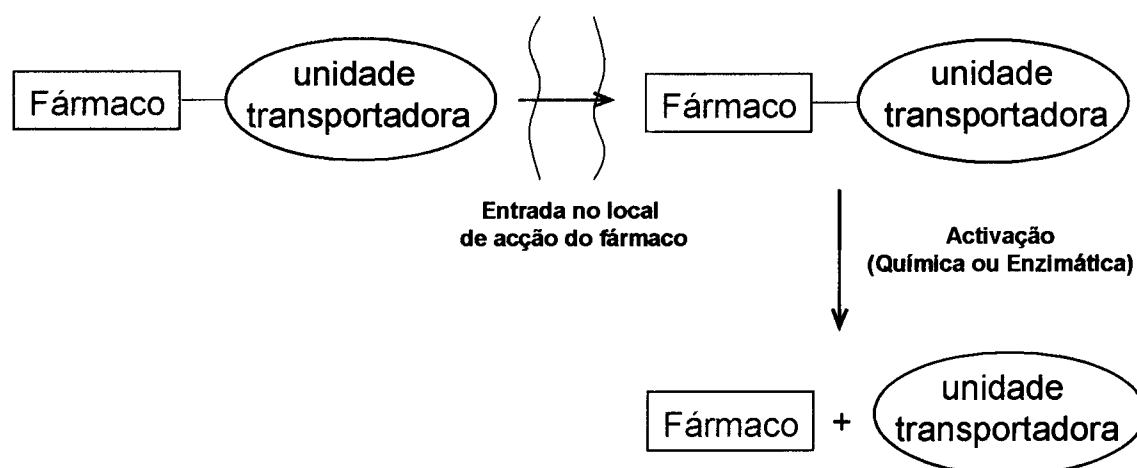 Fármaco
unidade
transportadora
Fármaco
unidade
transportadora
Entrada no local
de acção do fármaco
Activação
(Química ou Enzimática)
Fármaco
+
unidade
transportadora